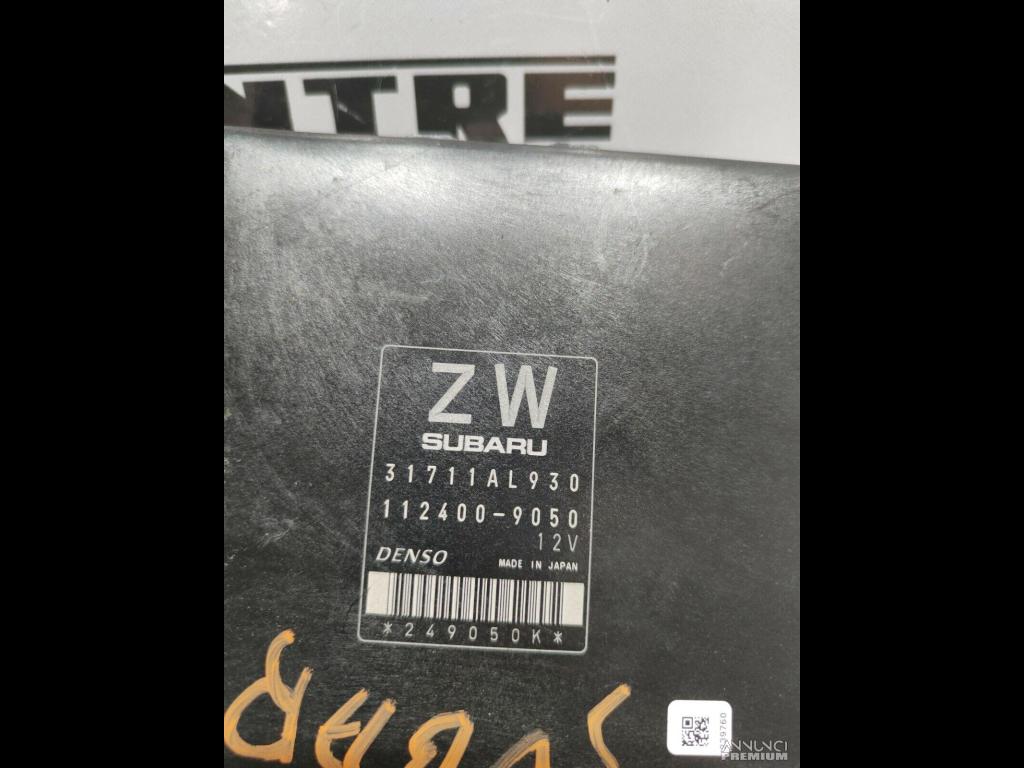 NTRE
ZW
SUBARU
31711AL930
112400-9050
12V
DENSO MADE IN JAPAN
*249050K*
ANNUNCI
PREMIUM